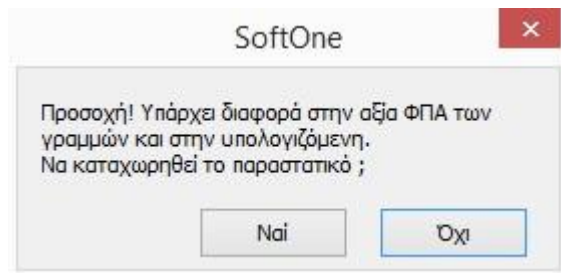 SoftOne
Προσοχή! Υπάρχει διαφορά στην αξία ΦΠΑ των
γραμμών και στην υπολογιζόμενη.
Να καταχωρηθεί το παραστατικό ;
Ναί
Όχι